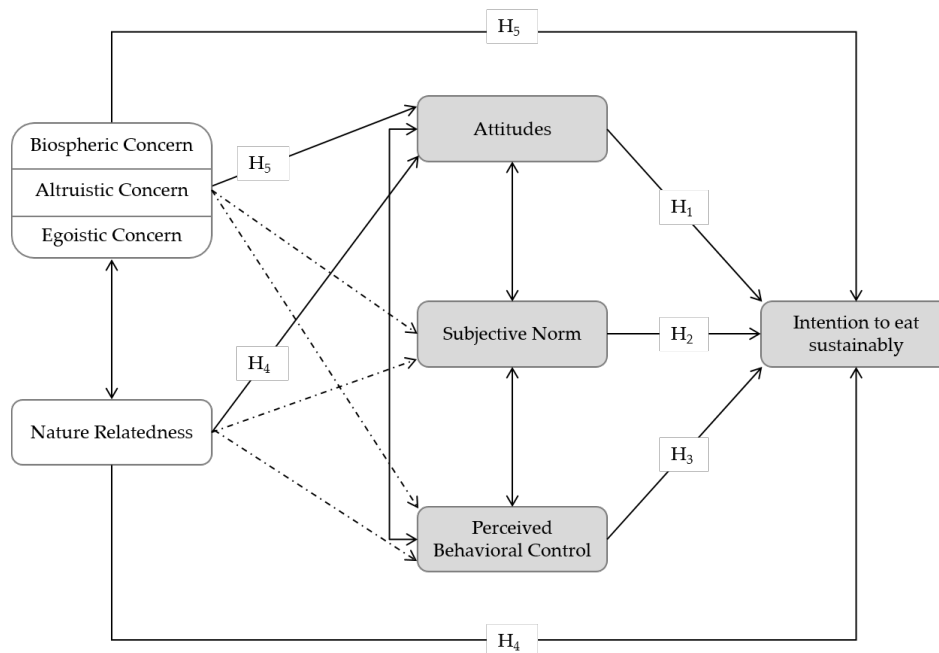 H₅
Biospheric Concern
Altruistic Concern
Egoistic Concern
H₅
Attitudes
H₁
Subjective Norm
H₂
Intention to eat
sustainably
H₄
Nature Relatedness
H₃
Perceived
Behavioral Control
H₄